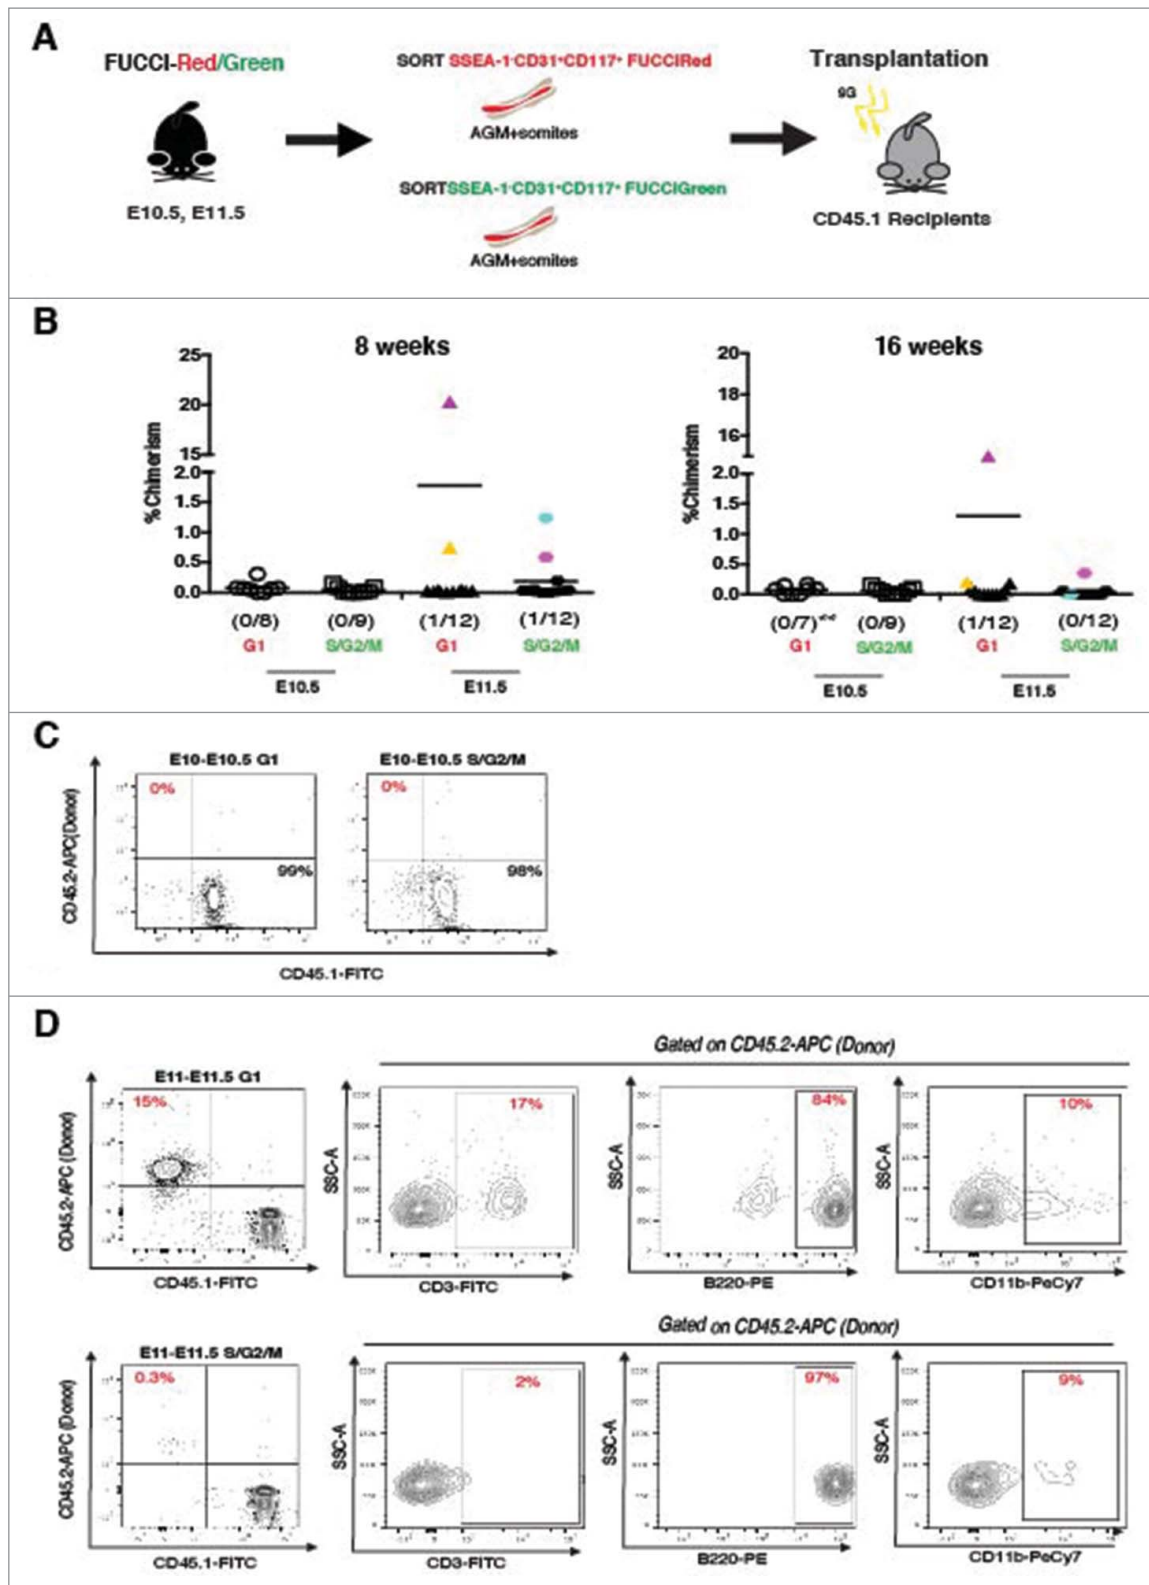 A
FUCCI-Red/Green
E10.5, E11.5
SORT SSEA-1-CD31+CD117+ FUCCIRed
AGM+somites
SORTSSEA-1-CD31+CD117+ FUCCIGreen
AGM+somites
Transplantation
9G
CD45.1 Recipients
B
8 weeks
%Chimerism
25
20
15
2.0
1.5
1.0
0.5
0.0
(0/8) (0/9) (1/12) (1/12)
G1 S/G2/M G1 S/G2/M
E10.5 E11.5
16 weeks
%Chimerism
20
18
16
2.0
1.5
1.0
0.5
0.0
(0/7) (0/9) (1/12) (0/12)
G1 S/G2/M G1 S/G2/M
E10.5 E11.5
C
E10-E10.5 G1
E10-E10.5 S/G2/M
0%
99%
0%
98%
CD45.2-APC(Donor)
CD45.1-FITC
D
Gated on CD45.2-APC (Donor)
E11-E11.5 G1
15%
17%
84%
10%
CD45.2-APC (Donor)
SSC-A
SSC-A
SSC-A
CD45.1-FITC
CD3-FITC
B220-PE
CD11b-PeCy7
Gated on CD45.2-APC (Donor)
E11-E11.5 S/G2/M
0.3%
2%
97%
9%
CD45.2-APC (Donor)
SSC-A
SSC-A
SSC-A
CD45.1-FITC
CD3-FITC
B220-PE
CD11b-PeCy7